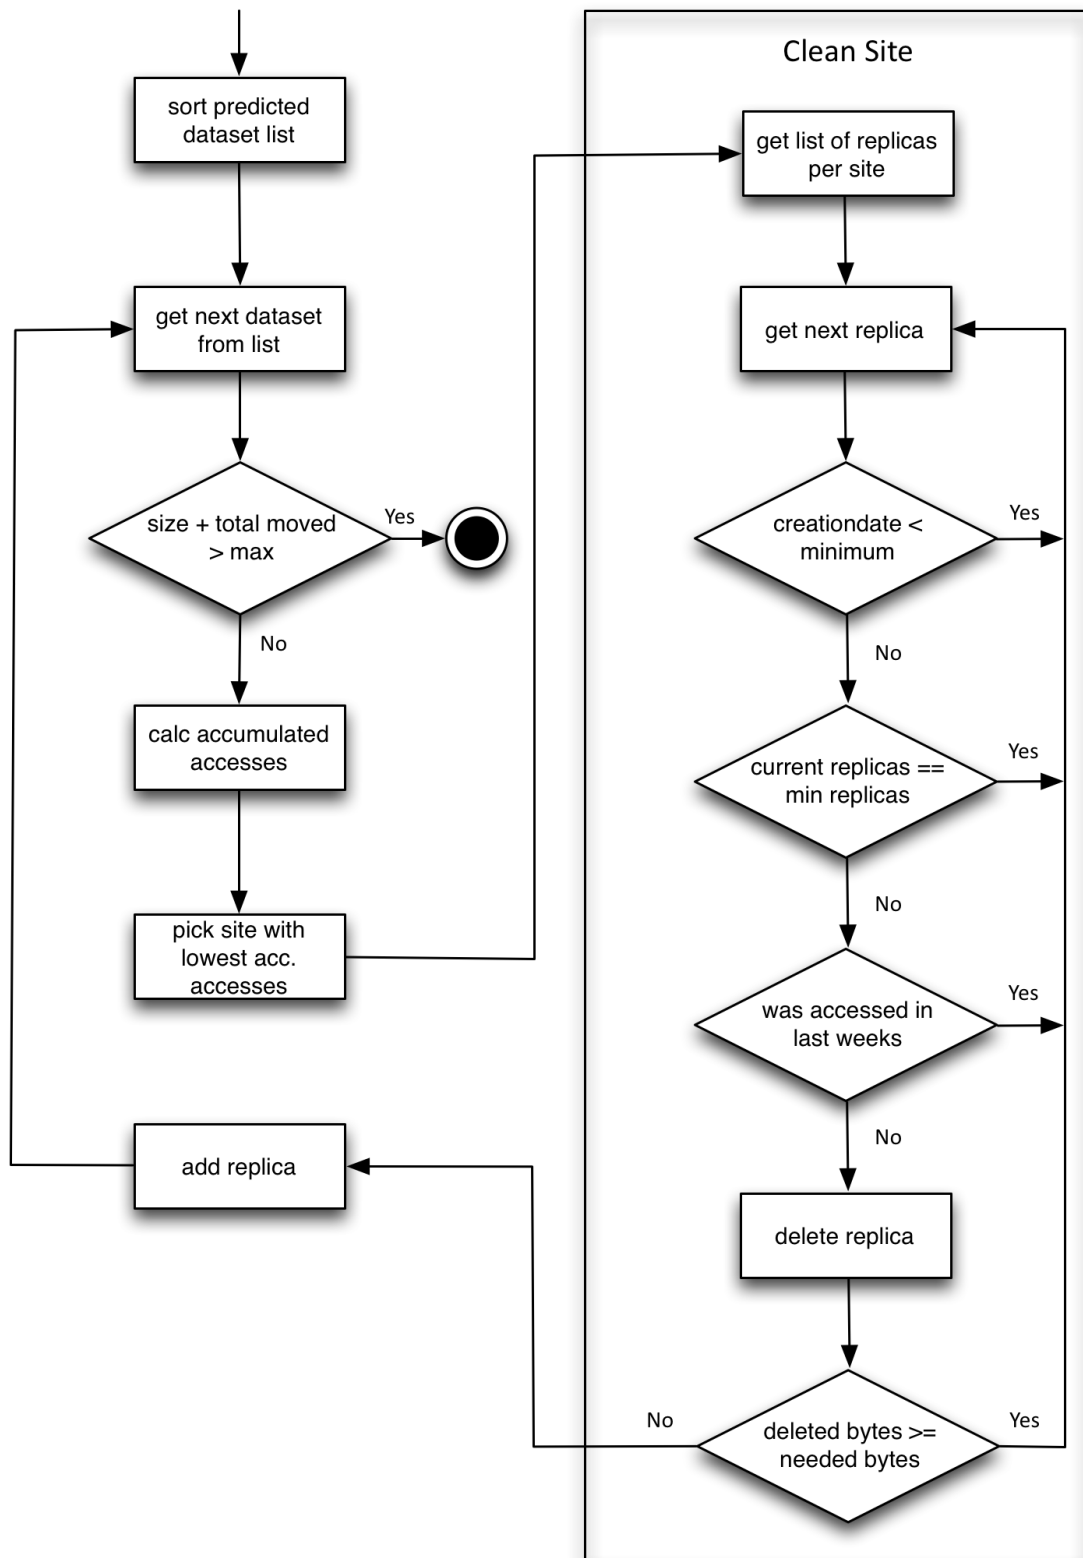 sort predicted
dataset list
get next dataset
from list
size + total moved
> max
Yes
No
calc accumulated
accesses
pick site with
lowest acc.
accesses
add replica
Clean Site
get list of replicas
per site
get next replica
creationdate <
minimum
Yes
No
current replicas ==
min replicas
Yes
No
was accessed in
last weeks
Yes
No
delete replica
deleted bytes >=
needed bytes
No
Yes